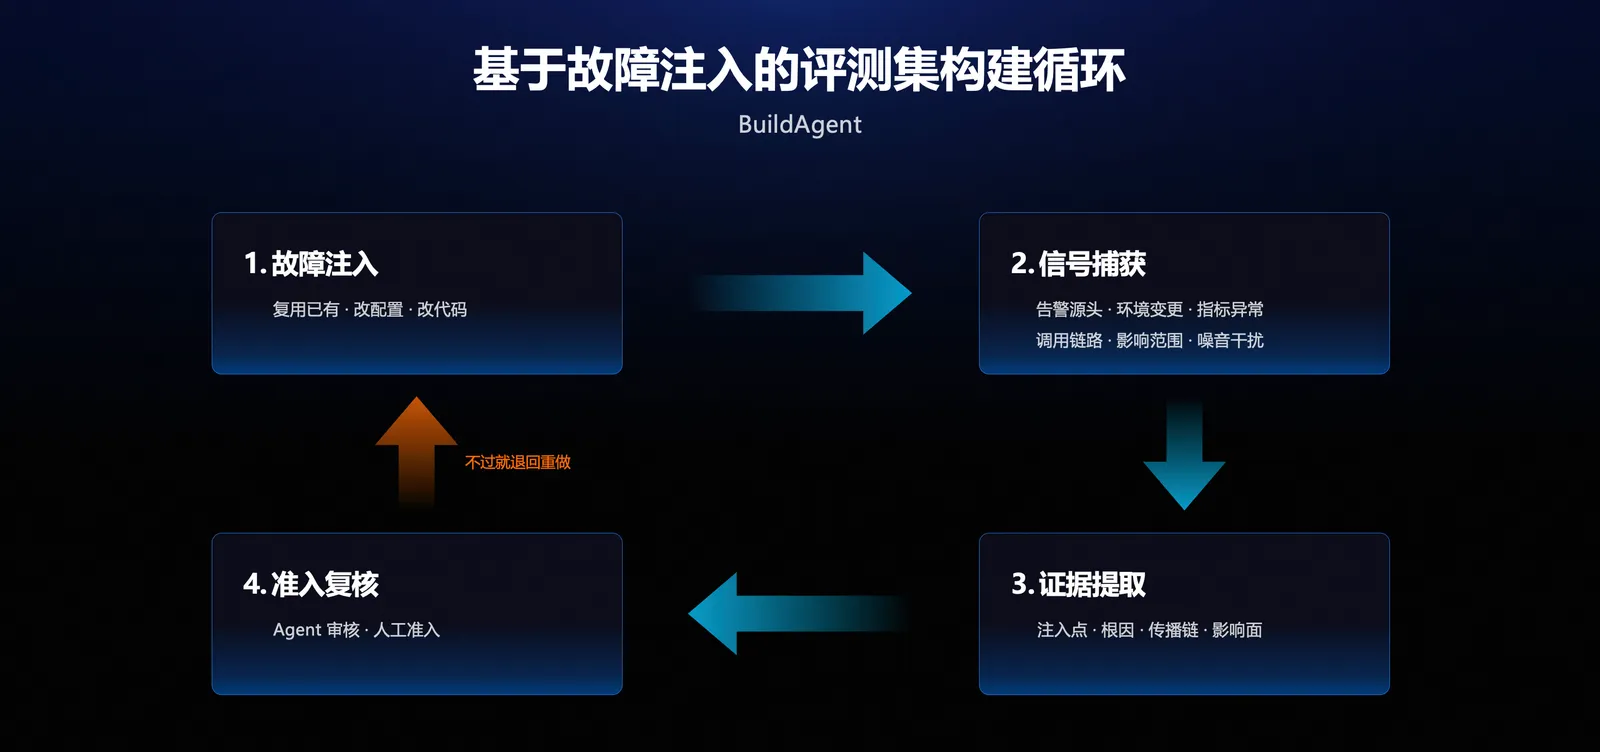 基于故障注入的评测集构建循环
BuildAgent
1. 故障注入
复用已有 · 改配置 · 改代码
2. 信号捕获
告警源头 · 环境变更 · 指标异常
调用链路 · 影响范围 · 噪音干扰
不过就退回重做
4. 准入复核
Agent 审核 · 人工准入
3. 证据提取
注入点 · 根因 · 传播链 · 影响面